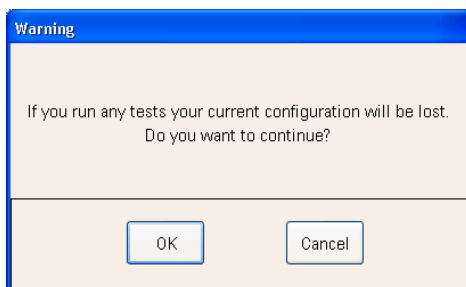 Warning
If you run any tests your current configuration will be lost.
Do you want to continue?
OK
Cancel